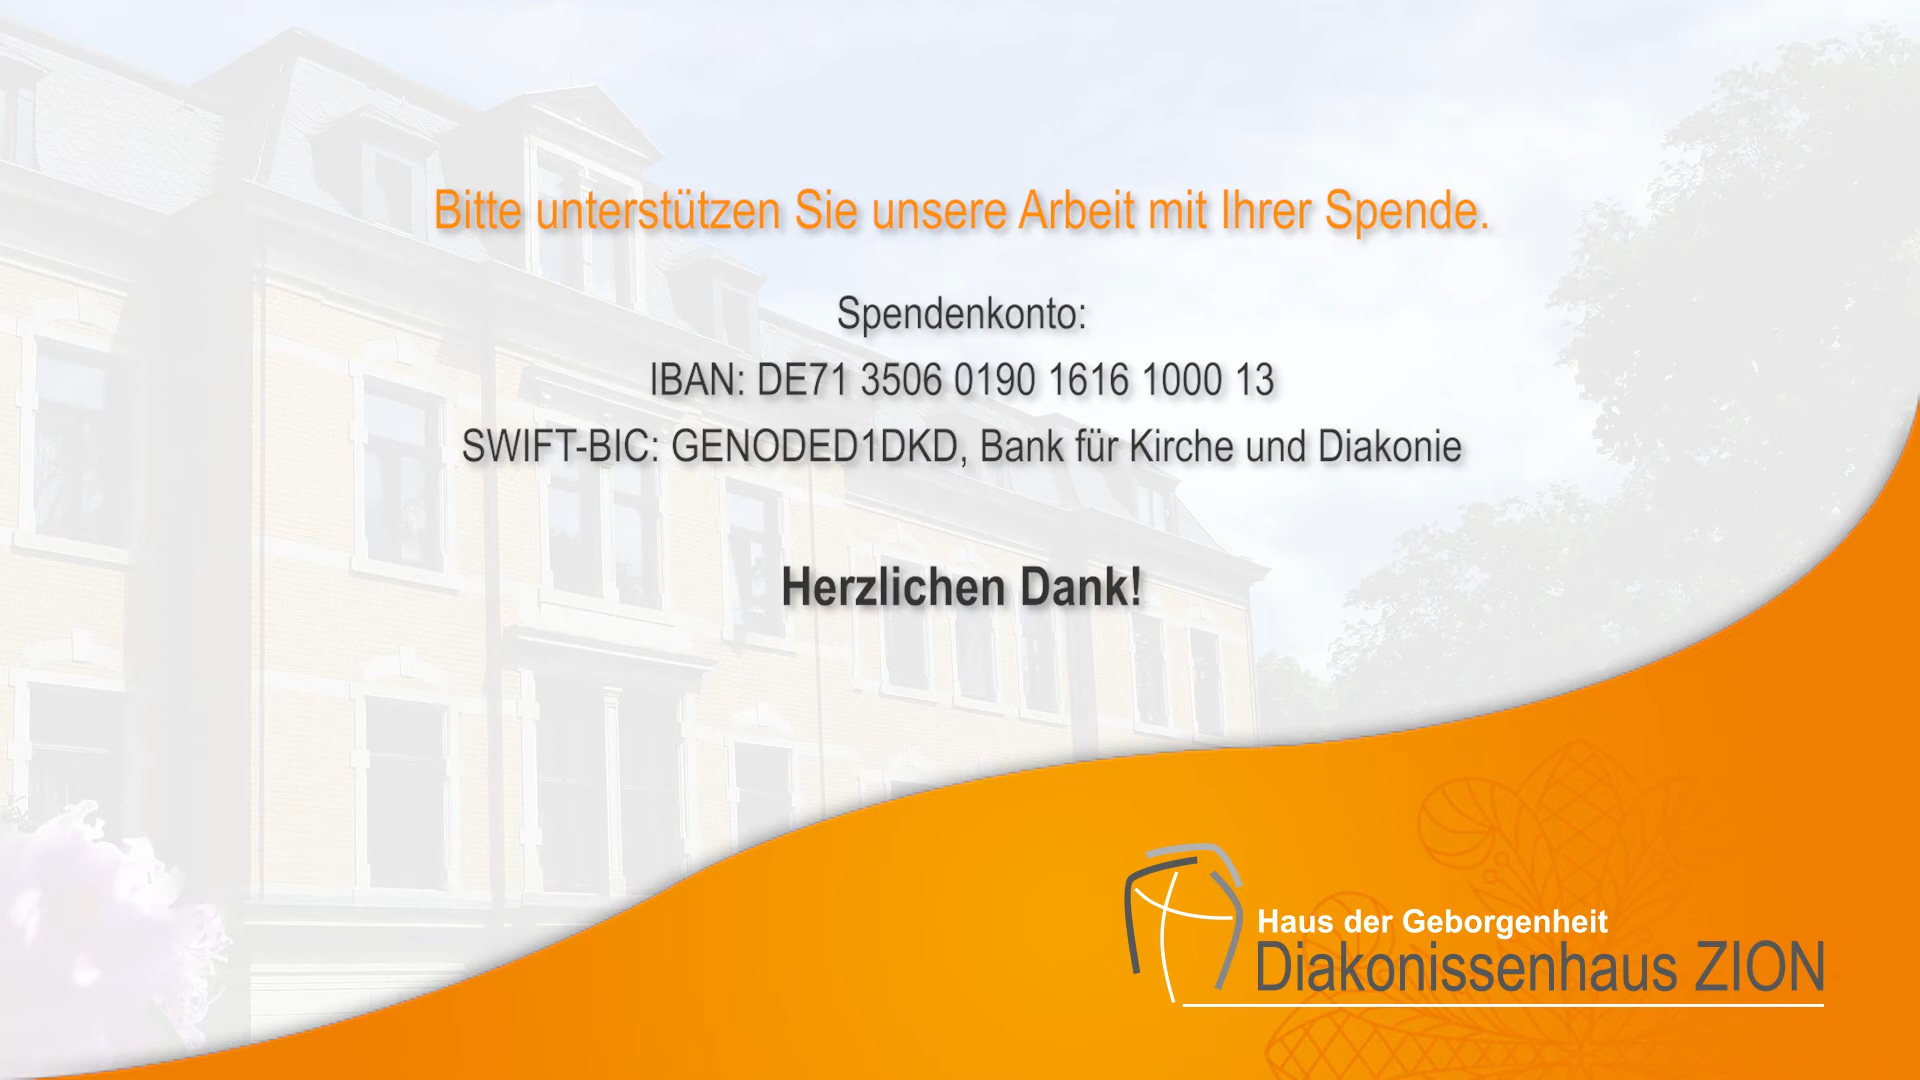 Bitte unterstützen Sie unsere Arbeit mit Ihrer Spende.
Spendenkonto:
IBAN: DE71 3506 0190 1616 1000 13
SWIFT-BIC: GENODED1DKD, Bank für Kirche und Diakonie
Herzlichen Dank!
Haus der Geborgenheit
Diakonissenhaus ZION